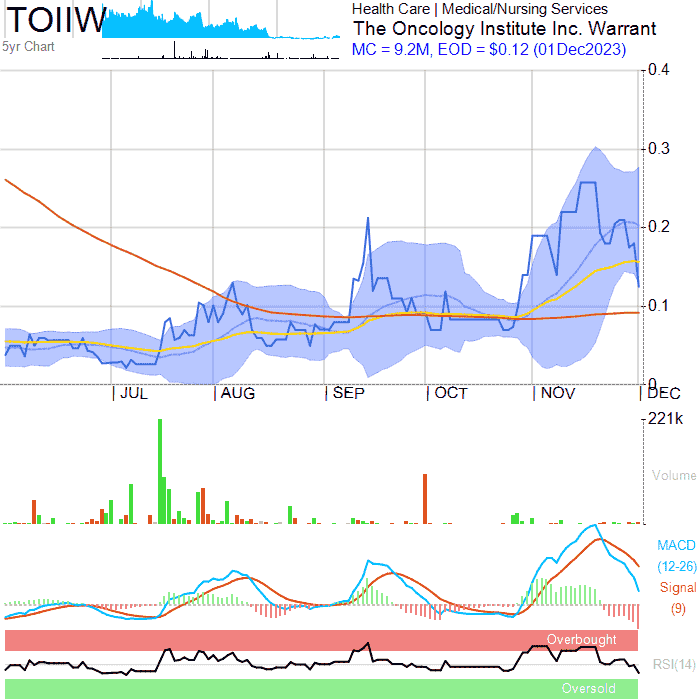 TOIIW
5yr Chart
Health Care | Medical/Nursing Services
The Oncology Institute Inc. Warrant
MC = 9.2M, EOD = $0.12 (01Dec2023)
0.4
0.3
0.2
0.1
0
| JUL | AUG | SEP | OCT | NOV | DEC
221k
Volume
MACD
(12-26)
Signal
(9)
Overbought
RSI(14)
Oversold